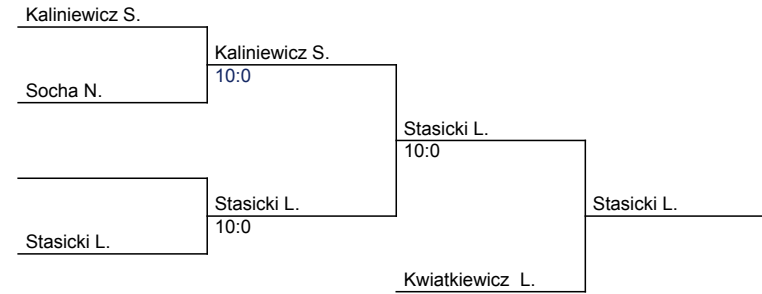 Kaliniewicz S.
Kaliniewicz S.
10:0
Socha N.
Stasicki L.
10:0
Stasicki L.
Stasicki L.
10:0
Stasicki L.
Kwiatkiewicz  L.